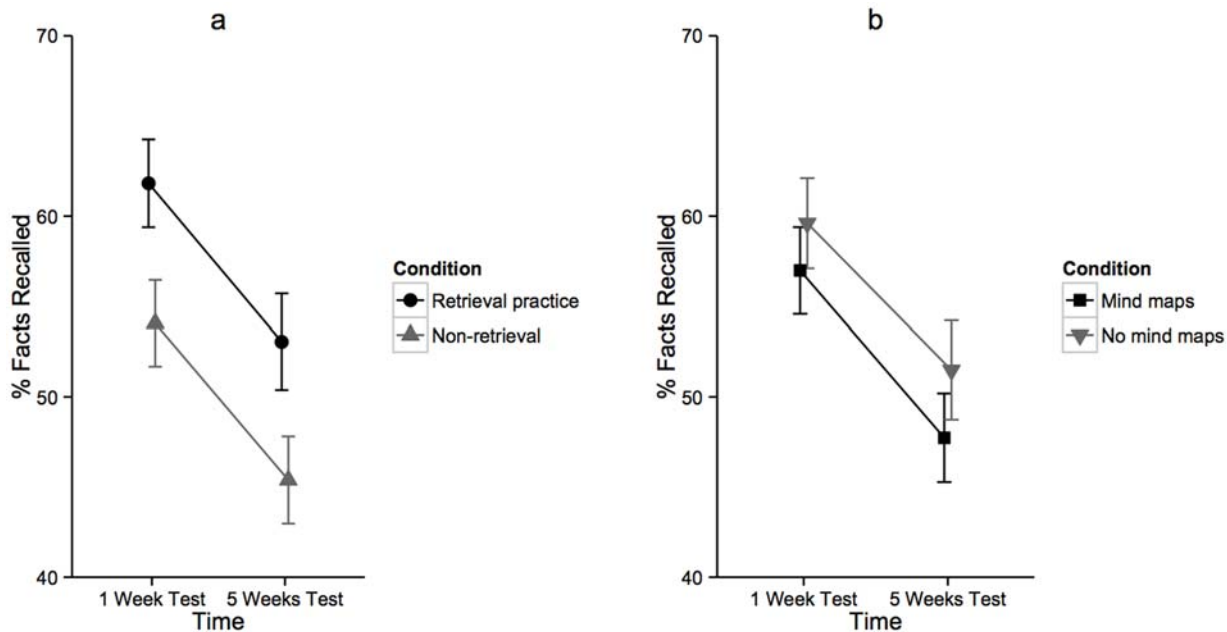 a
70
60
50
40
% Facts Recalled
1 Week Test
5 Weeks Test
Time
Condition
Retrieval practice
Non-retrieval
b
70
60
50
40
% Facts Recalled
1 Week Test
5 Weeks Test
Time
Condition
Mind maps
No mind maps